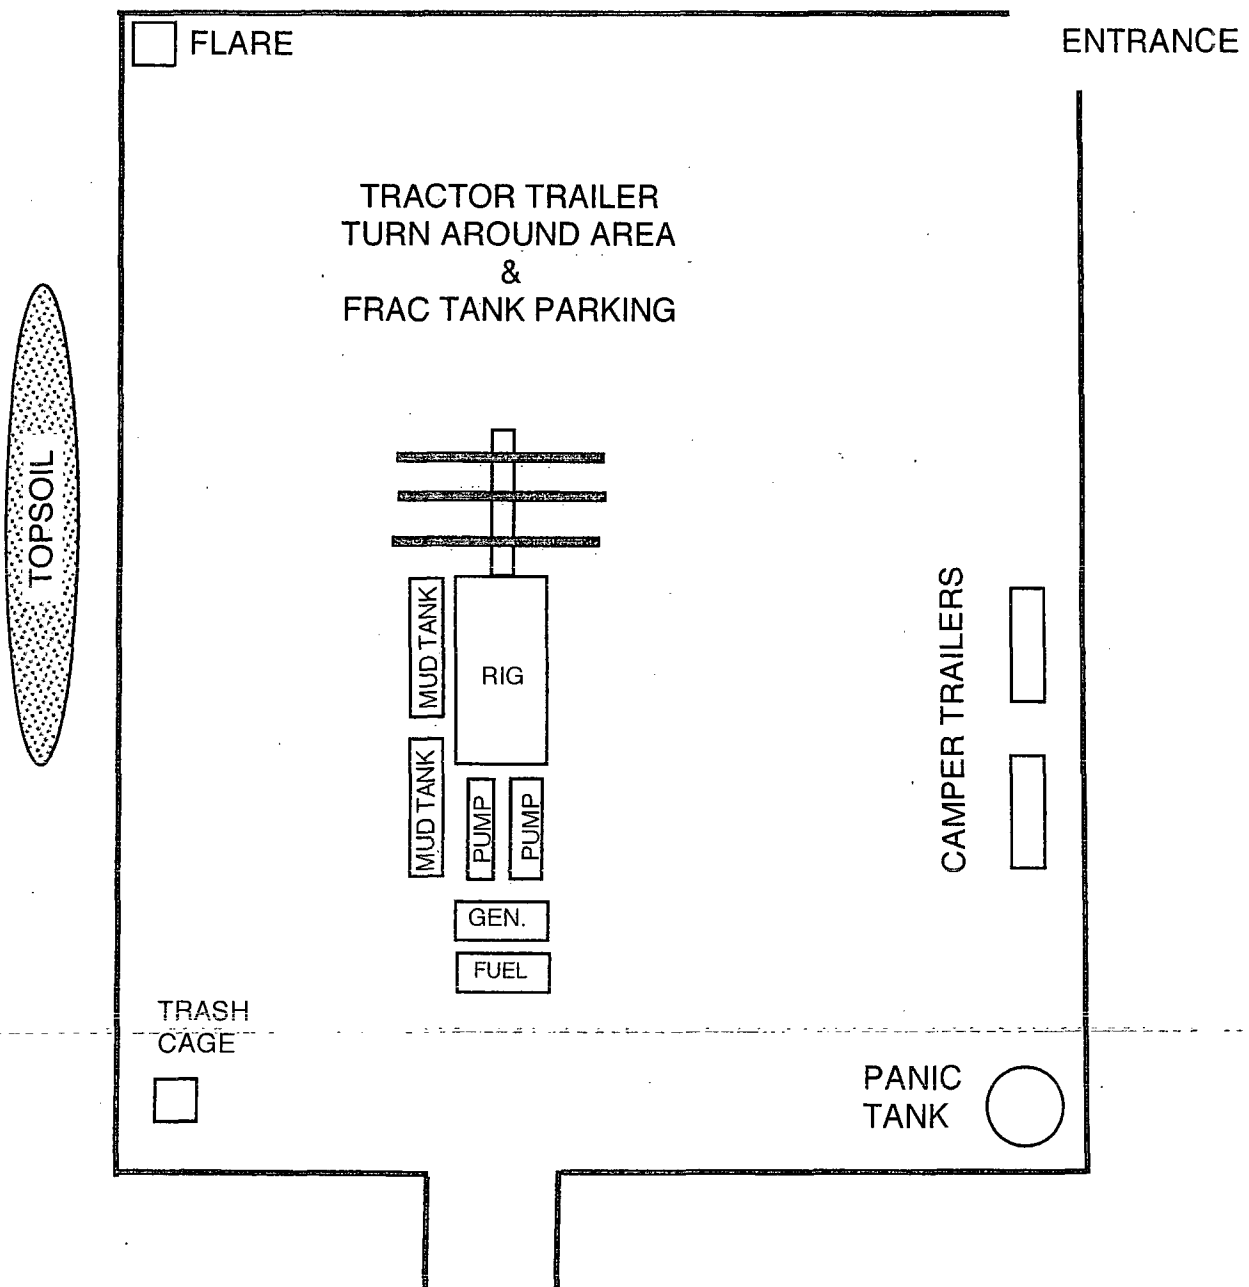 FLARE
ENTRANCE
TRACTOR TRAILER
TURN AROUND AREA
&
FRAC TANK PARKING
TOPSOIL
MUD TANK
RIG
CAMPER TRAILERS
MUD TANK
PUMP
PUMP
GEN.
FUEL
TRASH
CAGE
PANIC
TANK